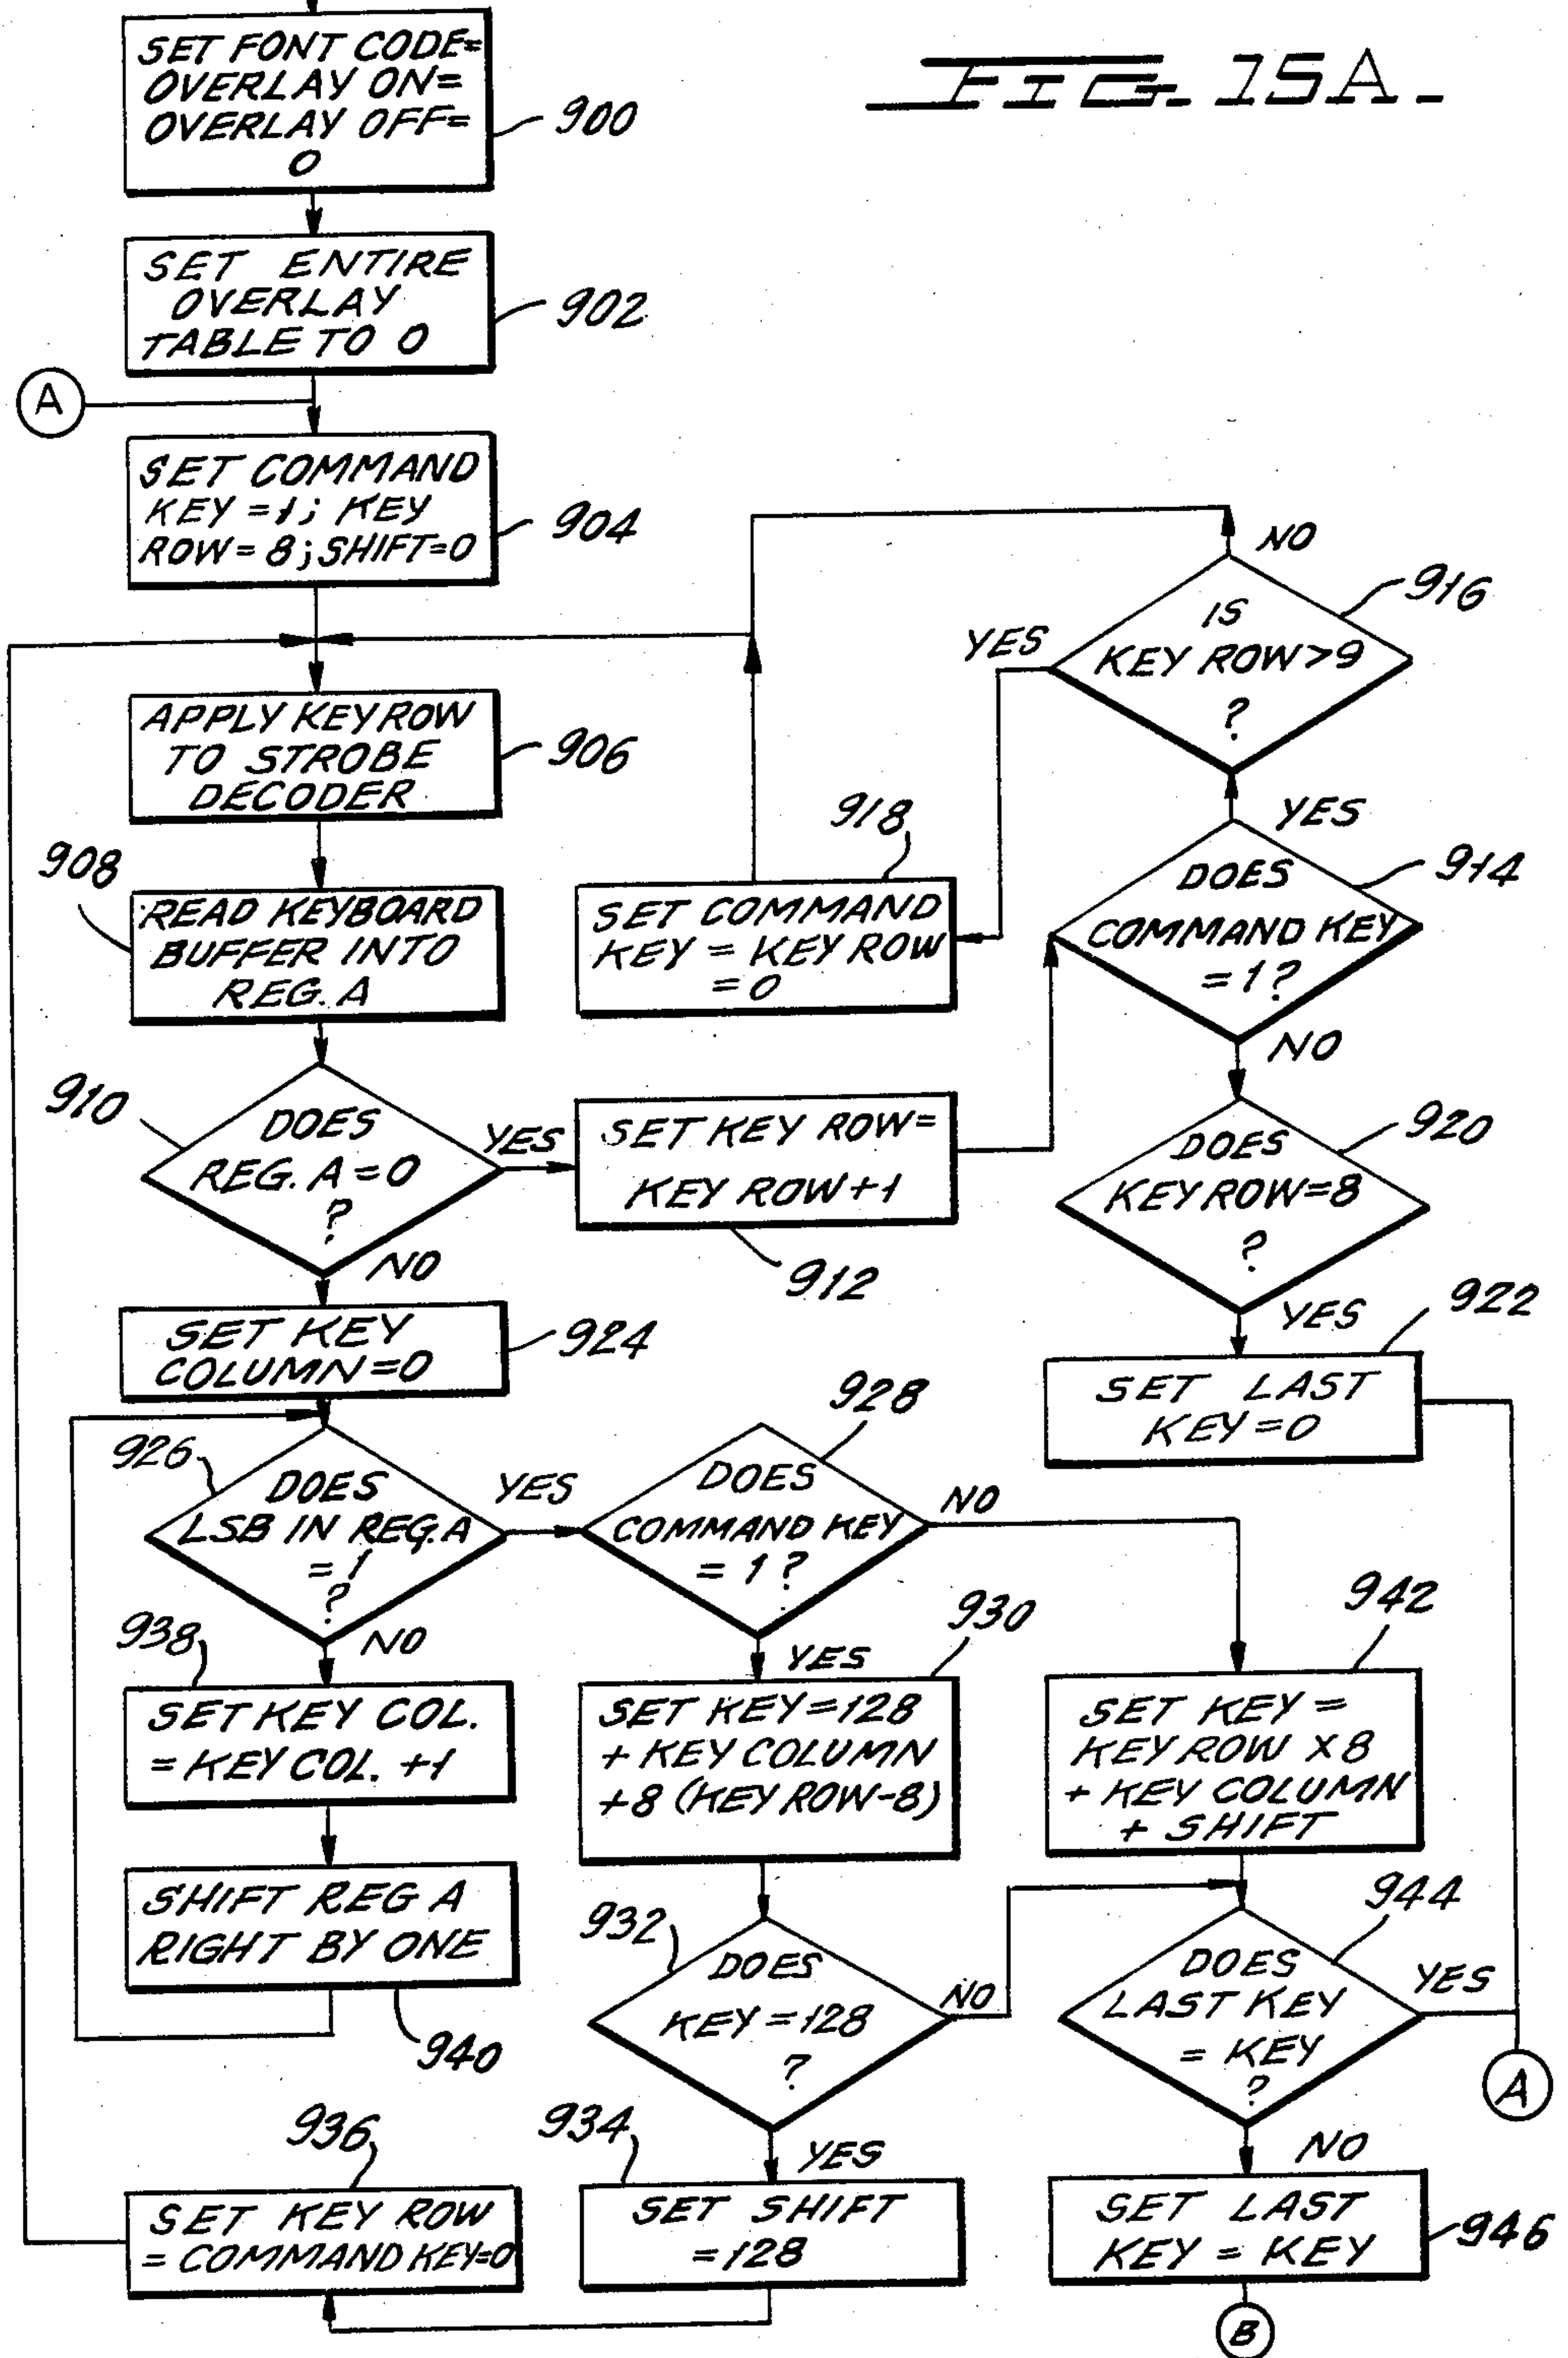 FIG. 15A.
SET FONT CODE=
OVERLAY ON=
OVERLAY OFF=
0
900
SET ENTIRE
OVERLAY
TABLE TO 0
902
A
SET COMMAND
KEY = 1; KEY
ROW = 8; SHIFT=0
904
APPLY KEY ROW
TO STROBE
DECODER
906
908
READ KEYBOARD
BUFFER INTO
REG. A
910
DOES
REG. A = 0
?
YES
NO
SET KEY ROW=
KEY ROW+1
912
NO
916
IS
KEY ROW>9
?
YES
918
SET COMMAND
KEY = KEY ROW
= 0
YES
914
DOES
COMMAND KEY
= 1 ?
NO
920
DOES
KEY ROW=8
?
YES
922
SET LAST
KEY=0
SET KEY
COLUMN=0
924
926
DOES
LSB IN REG.A
= 1
?
YES
NO
928
DOES
COMMAND KEY
= 1 ?
NO
YES
930
SET KEY=128
+ KEY COLUMN
+8 (KEY ROW-8)
938
SET KEY COL.
= KEY COL. +1
SHIFT REG A
RIGHT BY ONE
940
942
SET KEY =
KEY ROW X8
+ KEY COLUMN
+ SHIFT
932
DOES
KEY = 128
?
NO
YES
944
DOES
LAST KEY
= KEY
?
YES
A
NO
936
SET KEY ROW
= COMMAND KEY=0
934
SET SHIFT
= 128
SET LAST
KEY = KEY
946
B